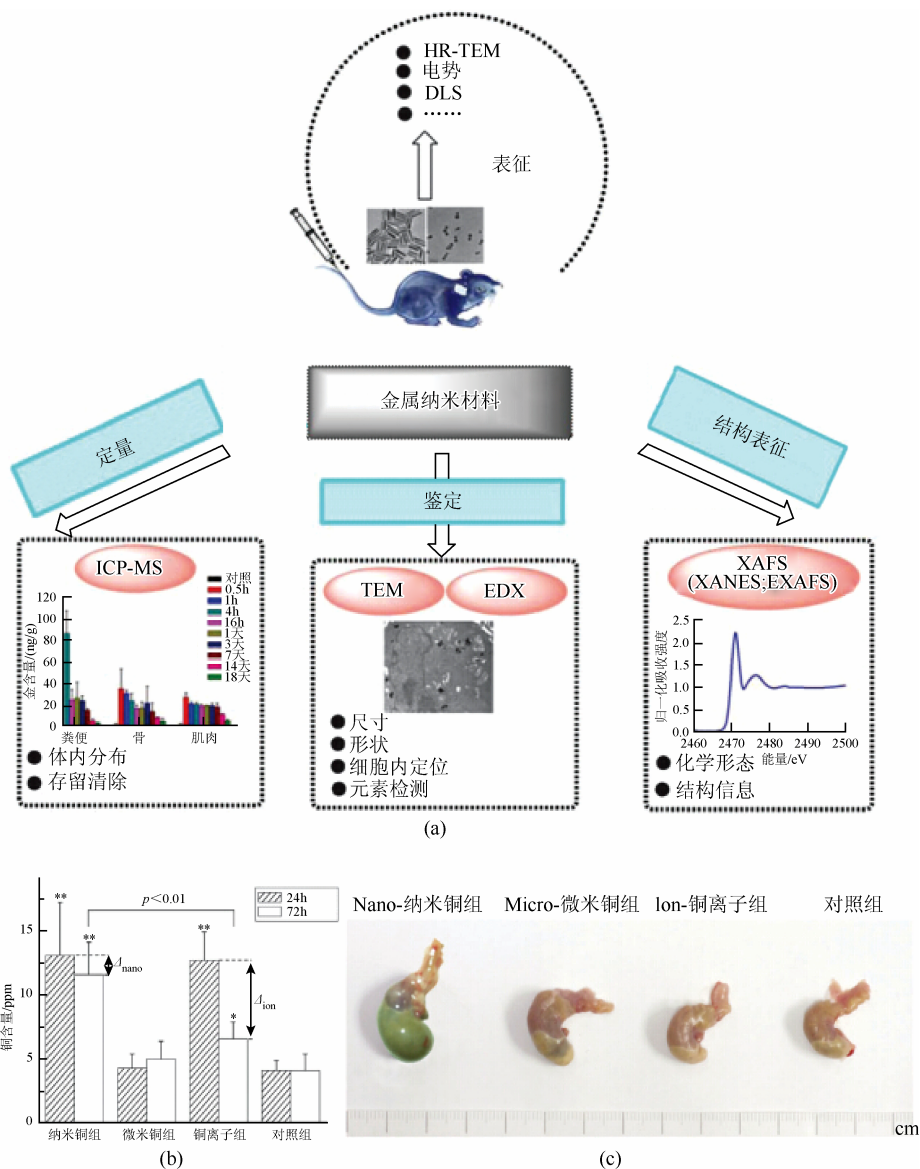 HR-TEM
电势
DLS
……
表征
金属纳米材料
定量
鉴定
结构表征
ICP-MS
对照
0.5h
1h
4h
16h
1天
3天
7天
14天
18天
120
100
80
60
40
20
0
金含量/(ng/g)
粪便
骨
肌肉
体内分布
存留清除
TEM
EDX
尺寸
形状
细胞内定位
元素检测
XAFS
(XANES;EXAFS)
2.5
2.0
1.5
1.0
0.5
0.0
归一化吸收强度
2460 2470 2480 2490 2500
能量/eV
化学形态
结构信息
(a)
15
10
5
0
铜含量/ppm
**
**
**
*
p＜0.01
24h
72h
Δnano
Δion
纳米铜组 微米铜组 铜离子组 对照组
(b)
Nano-纳米铜组 Micro-微米铜组 lon-铜离子组 对照组
cm
(c)